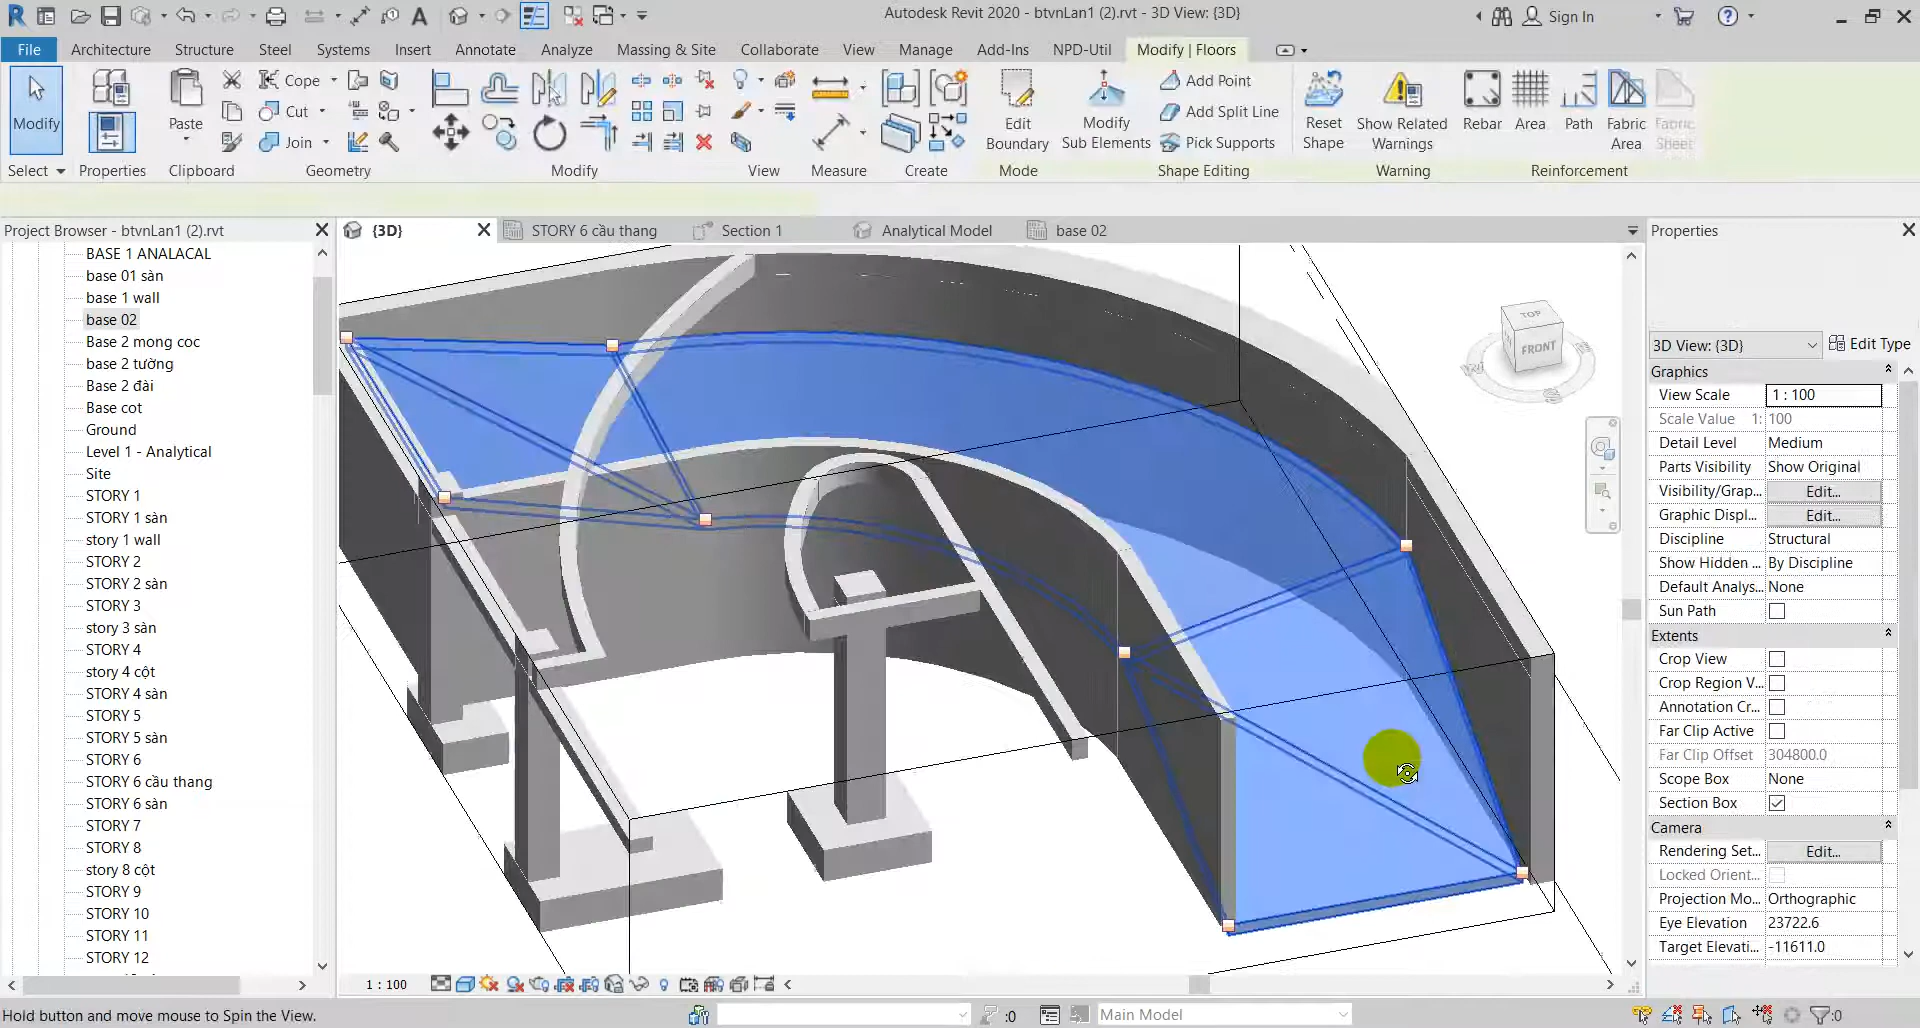 Autodesk Revit 2020 - btvnLan1 (2).rvt - 3D View: {3D}
Sign In
File Architecture Structure Steel Systems Insert Annotate Analyze Massing & Site Collaborate View Manage Add-Ins NPD-Util Modify | Floors
Modify
Paste
Cope
Cut
Join
Edit
Boundary
Modify
Sub Elements
Add Point
Add Split Line
Pick Supports
Reset
Shape
Show Related
Warnings
Rebar
Area
Path
Fabric
Area
Fabric
Sheet
Select Properties Clipboard Geometry Modify View Measure Create Mode Shape Editing Warning Reinforcement
Project Browser - btvnLan1 (2).rvt
BASE 1 ANALACAL
base 01 sàn
base 1 wall
base 02
Base 2 mong coc
base 2 tường
Base 2 đài
Base cot
Ground
Level 1 - Analytical
Site
STORY 1
STORY 1 sàn
story 1 wall
STORY 2
STORY 2 sàn
STORY 3
story 3 sàn
STORY 4
story 4 cột
STORY 4 sàn
STORY 5
STORY 5 sàn
STORY 6
STORY 6 cầu thang
STORY 6 sàn
STORY 7
STORY 8
story 8 cột
STORY 9
STORY 10
STORY 11
STORY 12
{3D}
STORY 6 cầu thang
Section 1
Analytical Model
base 02
TOP
FRONT
Properties
3D View: {3D}
Edit Type
Graphics
View Scale 1 : 100
Scale Value 1: 100
Detail Level Medium
Parts Visibility Show Original
Visibility/Grap... Edit...
Graphic Displ... Edit...
Discipline Structural
Show Hidden ... By Discipline
Default Analys... None
Sun Path
Extents
Crop View
Crop Region V...
Annotation Cr...
Far Clip Active
Far Clip Offset 304800.0
Scope Box None
Section Box
Camera
Rendering Set... Edit...
Locked Orient...
Projection Mo... Orthographic
Eye Elevation 23722.6
Target Elevati... -11611.0
1 : 100
Hold button and move mouse to Spin the View.
:0
Main Model
:0